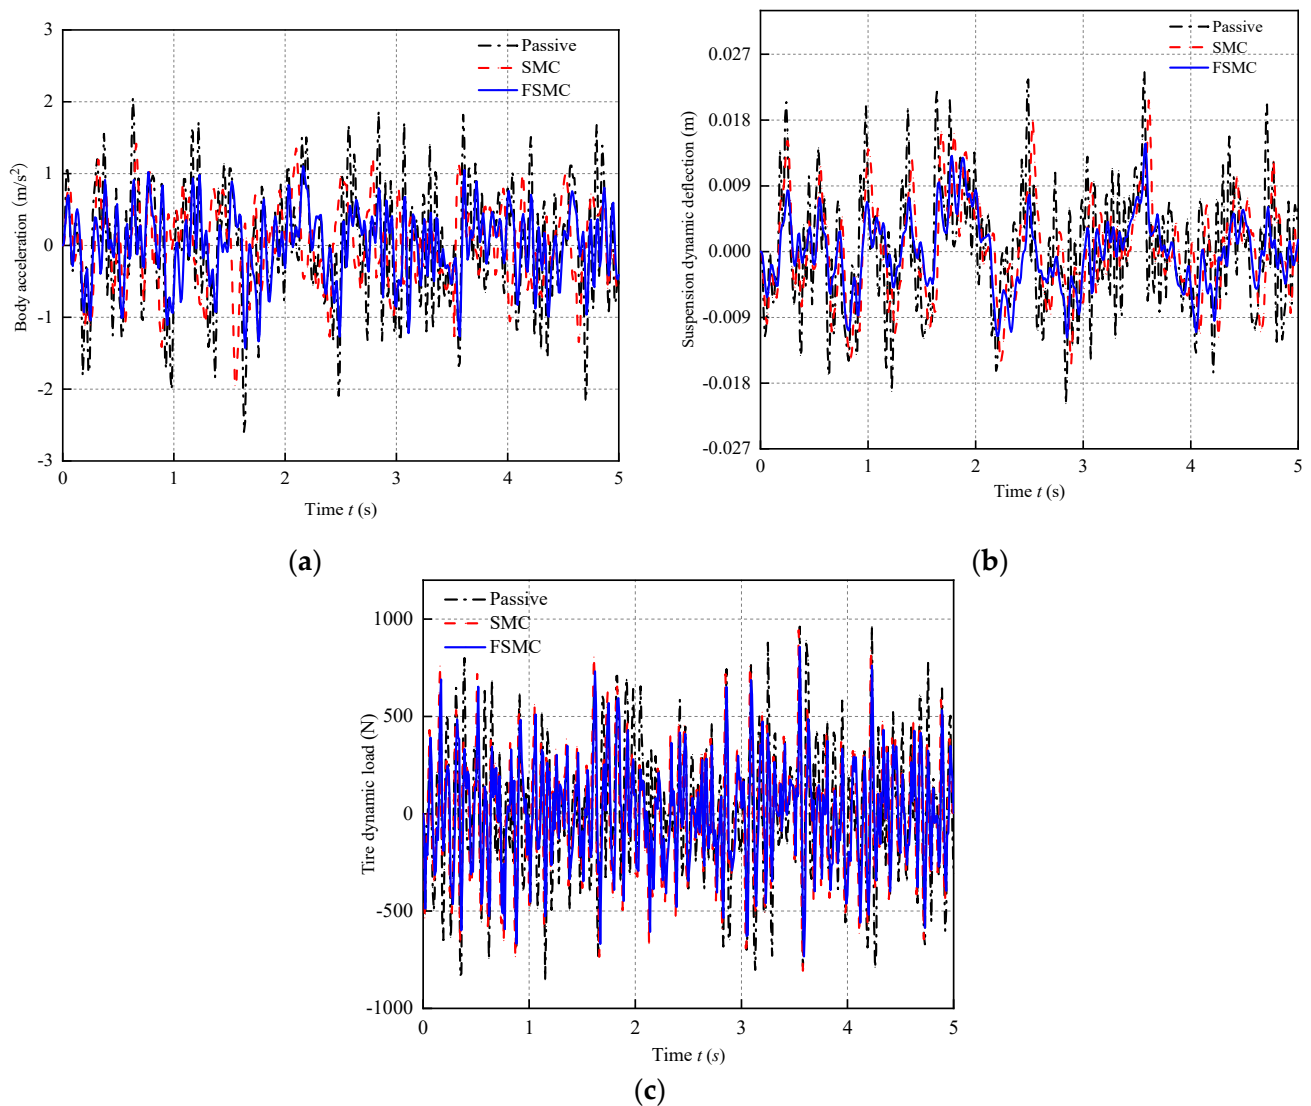 3
2
1
0
-1
-2
-3
Body acceleration (m/s²)
Passive
SMC
FSMC
0 1 2 3 4 5
Time t (s)
(a)
0.027
0.018
0.009
0.000
-0.009
-0.018
-0.027
Suspension dynamic deflection (m)
Passive
SMC
FSMC
0 1 2 3 4 5
Time t (s)
(b)
1000
500
0
-500
-1000
Tire dynamic load (N)
Passive
SMC
FSMC
0 1 2 3 4 5
Time t (s)
(c)